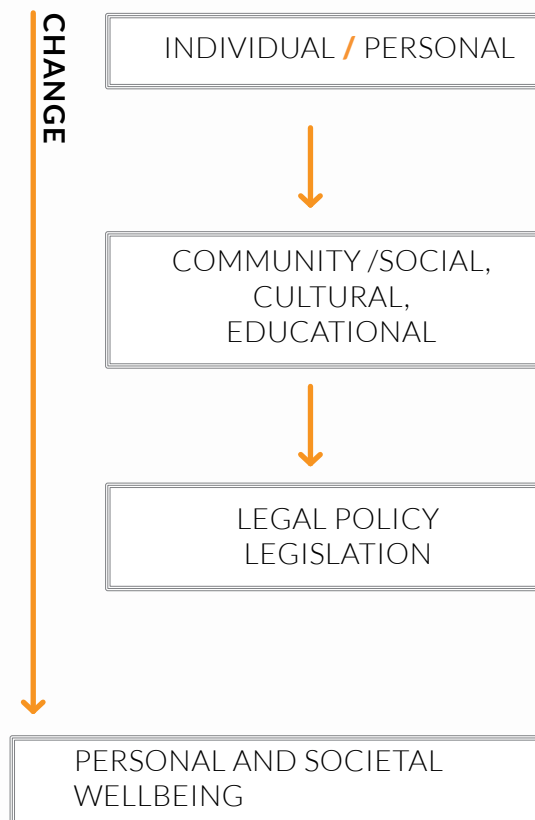 CHANGE
INDIVIDUAL / PERSONAL
COMMUNITY /SOCIAL,
CULTURAL,
EDUCATIONAL
LEGAL POLICY
LEGISLATION
PERSONAL AND SOCIETAL
WELLBEING